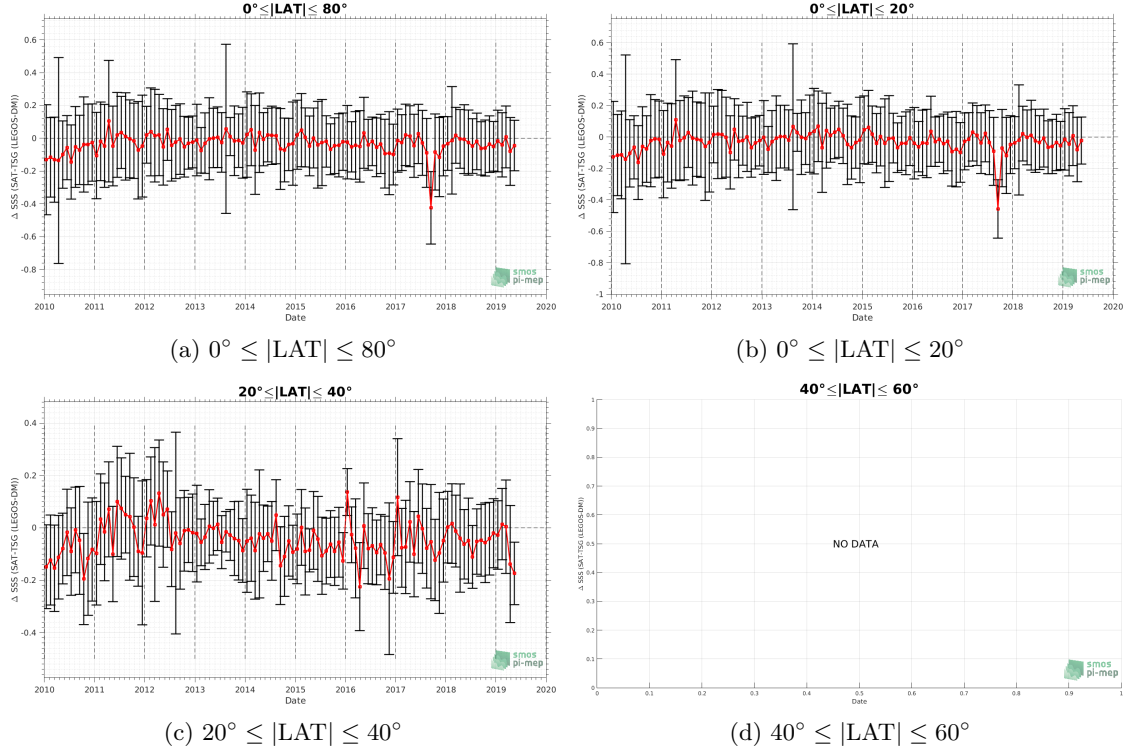 0°≤|LAT|≤ 80°
Δ SSS (SAT-TSG (LEGOS-DM))
0.6
0.4
0.2
0
-0.2
-0.4
-0.6
-0.8
2010 2011 2012 2013 2014 2015 2016 2017 2018 2019 2020
Date
smos
pi-mep
(a) 0° ≤ |LAT| ≤ 80°
0°≤|LAT|≤ 20°
Δ SSS (SAT-TSG (LEGOS-DM))
0.6
0.4
0.2
0
-0.2
-0.4
-0.6
-0.8
-1
2010 2011 2012 2013 2014 2015 2016 2017 2018 2019 2020
Date
smos
pi-mep
(b) 0° ≤ |LAT| ≤ 20°
20°≤|LAT|≤ 40°
Δ SSS (SAT-TSG (LEGOS-DM))
0.4
0.2
0
-0.2
-0.4
2010 2011 2012 2013 2014 2015 2016 2017 2018 2019 2020
Date
smos
pi-mep
(c) 20° ≤ |LAT| ≤ 40°
40°≤|LAT|≤ 60°
Δ SSS (SAT-TSG (LEGOS-DM))
1
0.9
0.8
0.7
0.6
0.5
0.4
0.3
0.2
0.1
0
NO DATA
0 0.1 0.2 0.3 0.4 0.5 0.6 0.7 0.8 0.9 1
Date
smos
pi-mep
(d) 40° ≤ |LAT| ≤ 60°